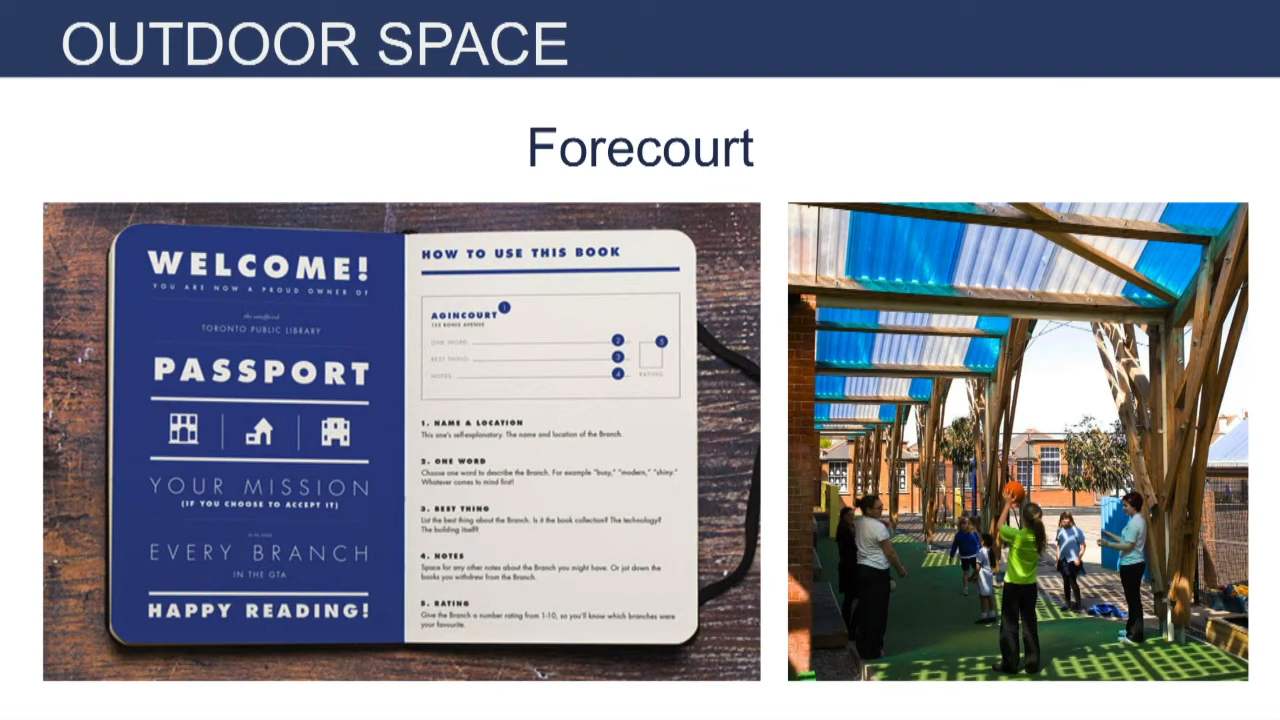 OUTDOOR SPACE
Forecourt
WELCOME!
YOU ARE NOW A PROUD OWNER OF
the unofficial
TORONTO PUBLIC LIBRARY
PASSPORT
YOUR MISSION
(IF YOU CHOOSE TO ACCEPT IT)
EVERY BRANCH
IN THE GTA
HAPPY READING!
HOW TO USE THIS BOOK
AGINCOURT 1
155 BONIS AVENUE
ONE WORD: 2
BEST THING: 3
NOTES: 4
5
RATING
1. NAME & LOCATION
This one's self-explanatory. The name and location of the Branch.
2. ONE WORD
Choose one word to describe the Branch. For example "busy," "modern," "shiny."
Whatever comes to mind first!
3. BEST THING
List the best thing about the Branch. Is it the book collection? The technology?
The building itself?
4. NOTES
Space for any other notes about the Branch you might have. Or jot down the
books you withdrew from the Branch.
5. RATING
Give the Branch a number rating from 1-10, so you'll know which branches were
your favourite.